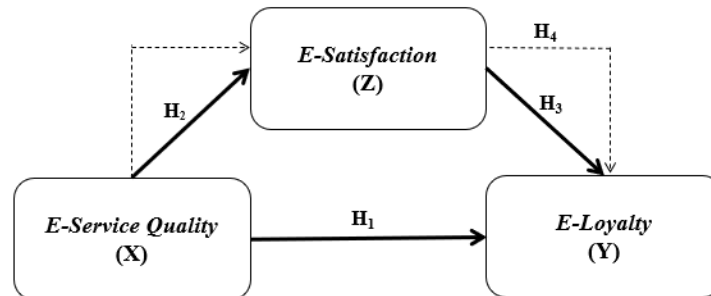 H₄
E-Satisfaction
(Z)
H₂
H₃
E-Service Quality
(X)
H₁
E-Loyalty
(Y)